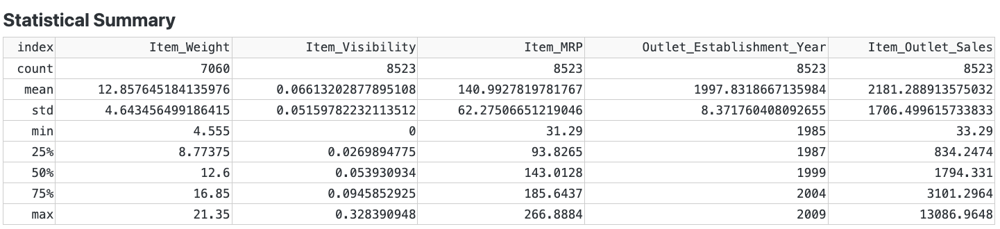 Statistical Summary
index Item_Weight Item_Visibility Item_MRP Outlet_Establishment_Year Item_Outlet_Sales
count 7060 8523 8523 8523 8523
mean 12.857645184135976 0.06613202877895108 140.9927819781767 1997.8318667135984 2181.288913575032
std 4.643456499186415 0.05159782232113512 62.27506651219046 8.371760408092655 1706.499615733833
min 4.555 0 31.29 1985 33.29
25% 8.77375 0.0269894775 93.8265 1987 834.2474
50% 12.6 0.053930934 143.0128 1999 1794.331
75% 16.85 0.0945852925 185.6437 2004 3101.2964
max 21.35 0.328390948 266.8884 2009 13086.9648